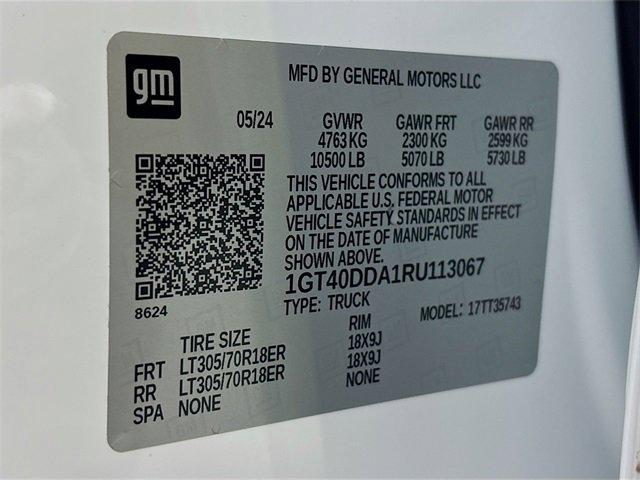 gm
MFD BY GENERAL MOTORS LLC
05/24 GVWR GAWR FRT GAWR RR
4763 KG 2300 KG 2599 KG
10500 LB 5070 LB 5730 LB
THIS VEHICLE CONFORMS TO ALL
APPLICABLE U.S. FEDERAL MOTOR
VEHICLE SAFETY STANDARDS IN EFFECT
ON THE DATE OF MANUFACTURE
SHOWN ABOVE.
1GT40DDA1RU113067
8624 TYPE: TRUCK MODEL: 17TT35743
TIRE SIZE RIM
FRT LT305/70R18ER 18X9J
RR LT305/70R18ER 18X9J
SPA NONE NONE